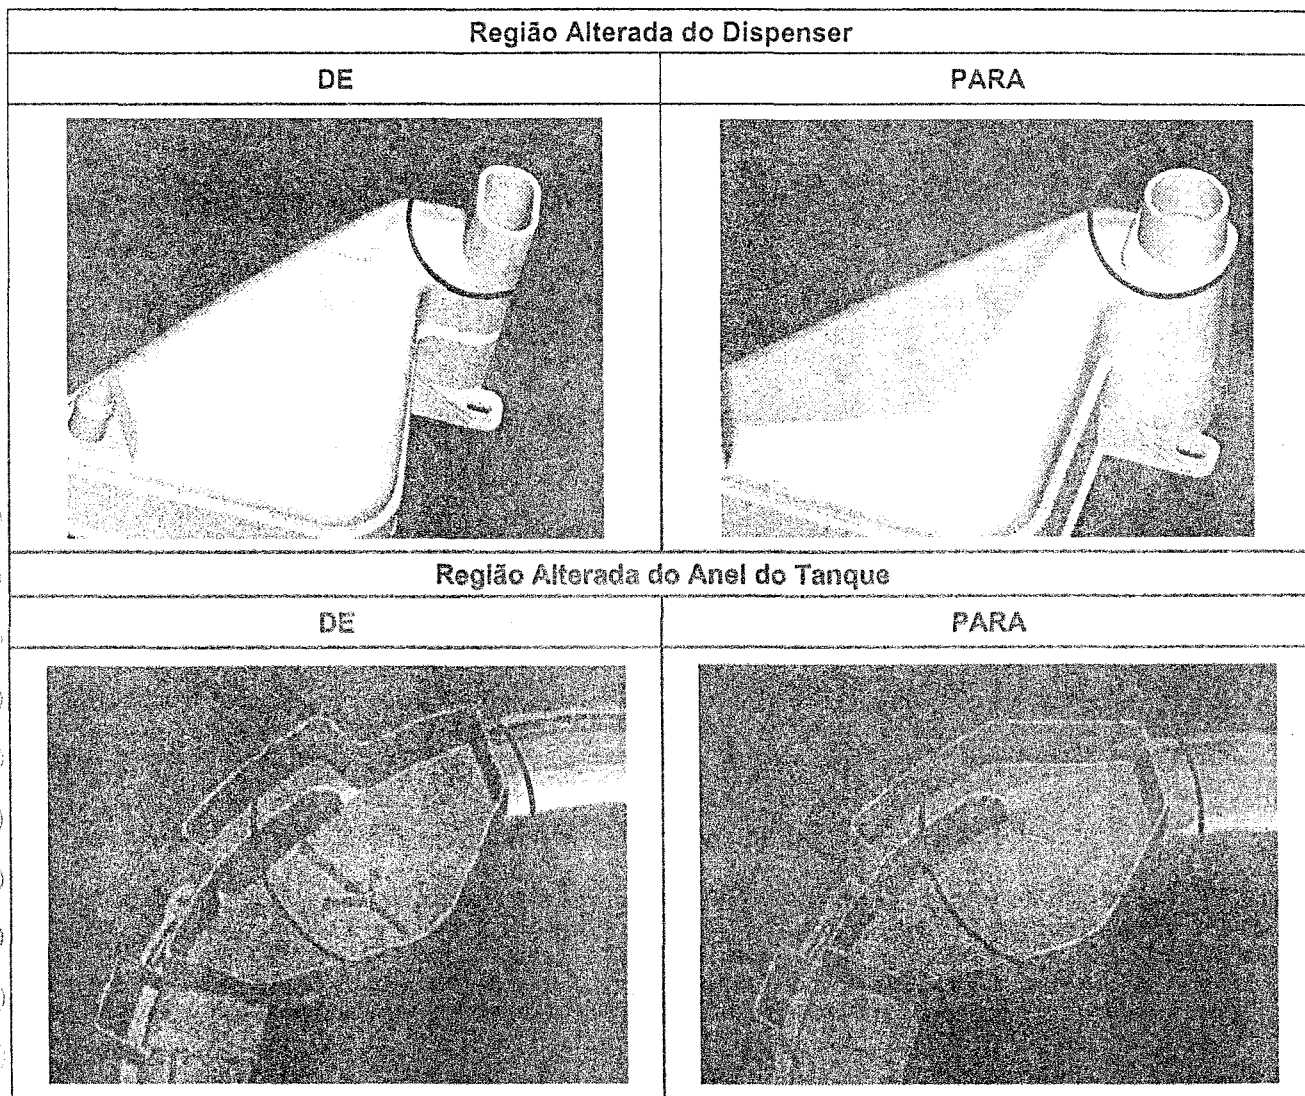 Região Alterada do Dispenser
DE
PARA
Região Alterada do Anel do Tanque
DE
PARA